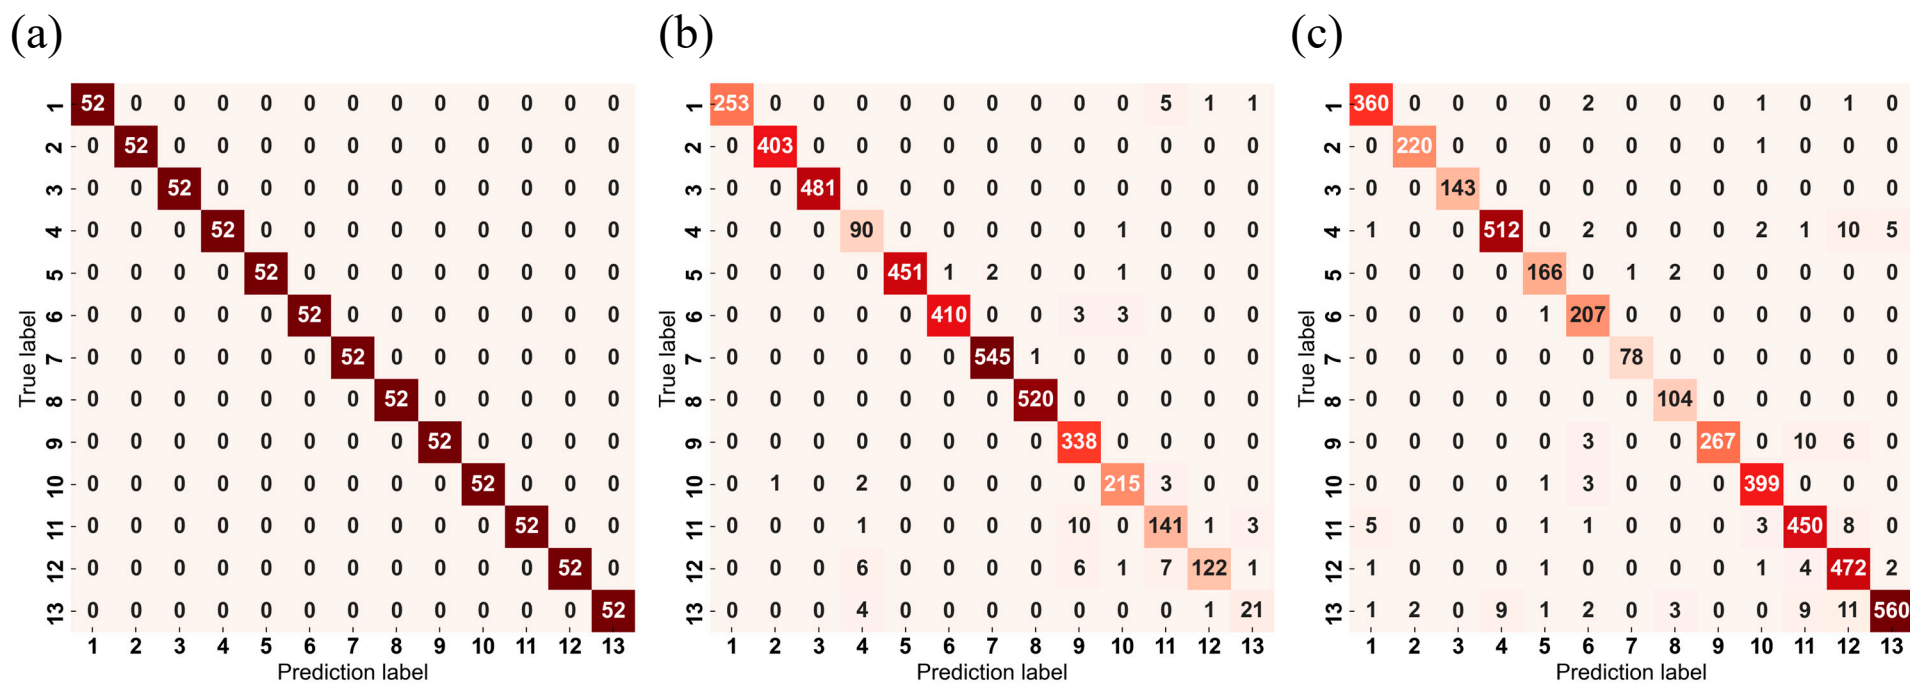 (a)
(b)
(c)
True label
1 52 0 0 0 0 0 0 0 0 0 0 0 0
2 0 52 0 0 0 0 0 0 0 0 0 0 0
3 0 0 52 0 0 0 0 0 0 0 0 0 0
4 0 0 0 52 0 0 0 0 0 0 0 0 0
5 0 0 0 0 52 0 0 0 0 0 0 0 0
6 0 0 0 0 0 52 0 0 0 0 0 0 0
7 0 0 0 0 0 0 52 0 0 0 0 0 0
8 0 0 0 0 0 0 0 52 0 0 0 0 0
9 0 0 0 0 0 0 0 0 52 0 0 0 0
10 0 0 0 0 0 0 0 0 0 52 0 0 0
11 0 0 0 0 0 0 0 0 0 0 52 0 0
12 0 0 0 0 0 0 0 0 0 0 0 52 0
13 0 0 0 0 0 0 0 0 0 0 0 0 52
1 2 3 4 5 6 7 8 9 10 11 12 13
Prediction label
True label
1 253 0 0 0 0 0 0 0 0 0 5 1 1
2 0 403 0 0 0 0 0 0 0 0 0 0 0
3 0 0 481 0 0 0 0 0 0 0 0 0 0
4 0 0 0 90 0 0 0 0 0 1 0 0 0
5 0 0 0 0 451 1 2 0 0 1 0 0 0
6 0 0 0 0 0 410 0 0 3 3 0 0 0
7 0 0 0 0 0 0 545 1 0 0 0 0 0
8 0 0 0 0 0 0 0 520 0 0 0 0 0
9 0 0 0 0 0 0 0 0 338 0 0 0 0
10 0 1 0 2 0 0 0 0 0 215 3 0 0
11 0 0 0 1 0 0 0 0 10 0 141 1 3
12 0 0 0 6 0 0 0 0 6 1 7 122 1
13 0 0 0 4 0 0 0 0 0 0 0 1 21
1 2 3 4 5 6 7 8 9 10 11 12 13
Prediction label
True label
1 360 0 0 0 0 2 0 0 0 1 0 1 0
2 0 220 0 0 0 0 0 0 0 1 0 0 0
3 0 0 143 0 0 0 0 0 0 0 0 0 0
4 1 0 0 512 0 2 0 0 0 2 1 10 5
5 0 0 0 0 166 0 1 2 0 0 0 0 0
6 0 0 0 0 1 207 0 0 0 0 0 0 0
7 0 0 0 0 0 0 78 0 0 0 0 0 0
8 0 0 0 0 0 0 0 104 0 0 0 0 0
9 0 0 0 0 0 3 0 0 267 0 10 6 0
10 0 0 0 0 1 3 0 0 0 399 0 0 0
11 5 0 0 0 1 1 0 0 0 3 450 8 0
12 1 0 0 0 1 0 0 0 0 1 4 472 2
13 1 2 0 9 1 2 0 3 0 0 9 11 560
1 2 3 4 5 6 7 8 9 10 11 12 13
Prediction label